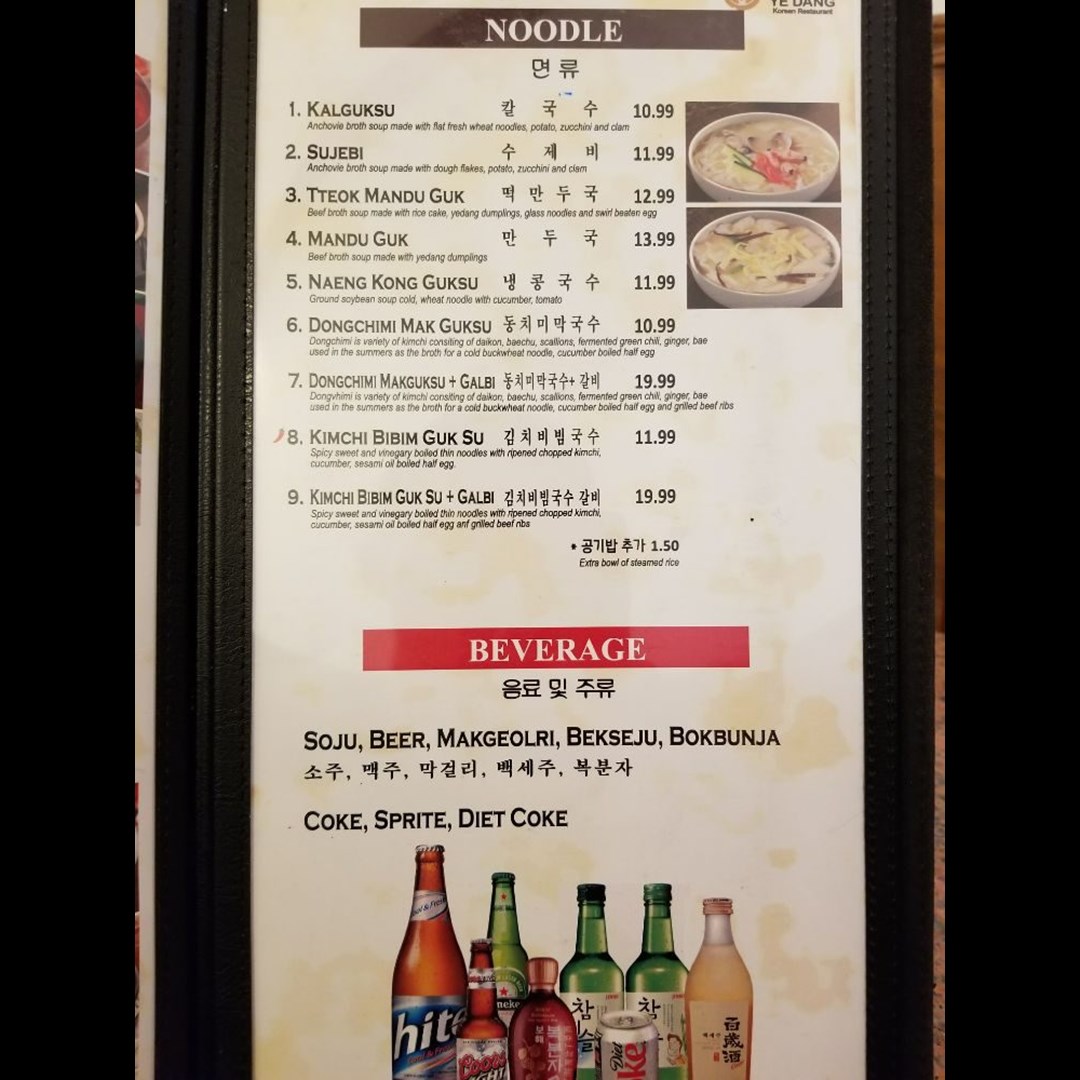 YE DANG
Korean Restaurant
NOODLE
면 류
1. KALGUKSU 칼 국 수 10.99
Anchovie broth soup made with flat fresh wheat noodles, potato, zucchini and clam
2. SUJEBI 수 제 비 11.99
Anchovie broth soup made with dough flakes, potato, zucchini and clam
3. TTEOK MANDU GUK 떡 만 두 국 12.99
Beef broth soup made with rice cake, yedang dumplings, glass noodles and swirl beaten egg
4. MANDU GUK 만 두 국 13.99
Beef broth soup made with yedang dumplings
5. NAENG KONG GUKSU 냉 콩 국 수 11.99
Ground soybean soup cold, wheat noodle with cucumber, tomato
6. DONGCHIMI MAK GUKSU 동치미막국수 10.99
Dongchimi is variety of kimchi consiting of daikon, baechu, scallions, fermented green chili, ginger, bae
used in the summers as the broth for a cold buckwheat noodle, cucumber boiled half egg
7. DONGCHIMI MAKGUKSU + GALBI 동치미막국수+ 갈비 19.99
Dongvhimi is variety of kimchi consiting of daikon, baechu, scallions, fermented green chili, ginger, bae
used in the summers as the broth for a cold buckwheat noodle, cucumber boiled half egg and grilled beef ribs
8. KIMCHI BIBIM GUK SU 김치비빔국수 11.99
Spicy sweet and vinegary boiled thin noodles with ripened chopped kimchi,
cucumber, sesami oil boiled half egg.
9. KIMCHI BIBIM GUK SU + GALBI 김치비빔국수 갈비 19.99
Spicy sweet and vinegary boiled thin noodles with ripened chopped kimchi,
cucumber, sesami oil boiled half egg anf grilled beef ribs
* 공기밥 추가 1.50
Extra bowl of steamed rice
BEVERAGE
음료 및 주류
SOJU, BEER, MAKGEOLRI, BEKSEJU, BOKBUNJA
소주, 맥주, 막걸리, 백세주, 복분자
COKE, SPRITE, DIET COKE
hite
Coors
LIGHT
보해
복분자
참
슬
참
Diet
Coke
백세주
百歲酒